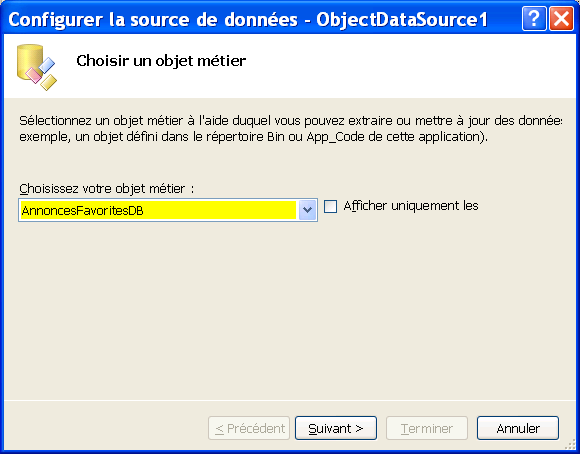 Configurer la source de données - ObjectDataSource1
Choisir un objet métier
Sélectionnez un objet métier à l'aide duquel vous pouvez extraire ou mettre à jour des données
exemple, un objet défini dans le répertoire Bin ou App_Code de cette application).
Choisissez votre objet métier :
AnnoncesFavoritesDB
Afficher uniquement les
< Précédent
Suivant >
Terminer
Annuler